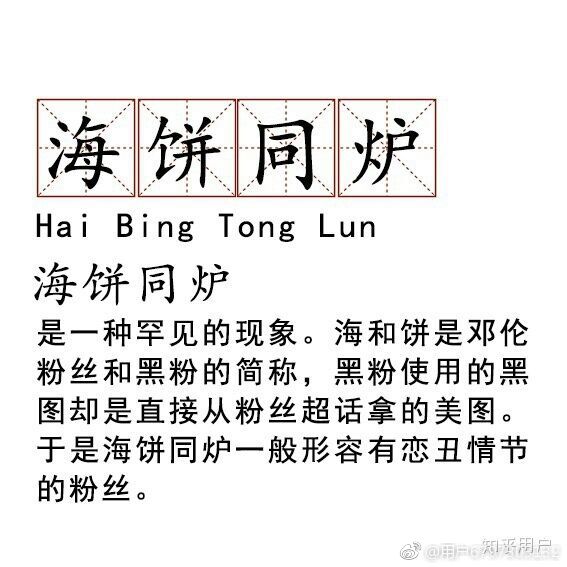 海饼同炉
Hai Bing Tong Lun
海饼同炉
是一种罕见的现象。海和饼是邓伦
粉丝和黑粉的简称，黑粉使用的黑
图却是直接从粉丝超话拿的美图。
于是海饼同炉一般形容有恋丑情节
的粉丝。
知乎用户